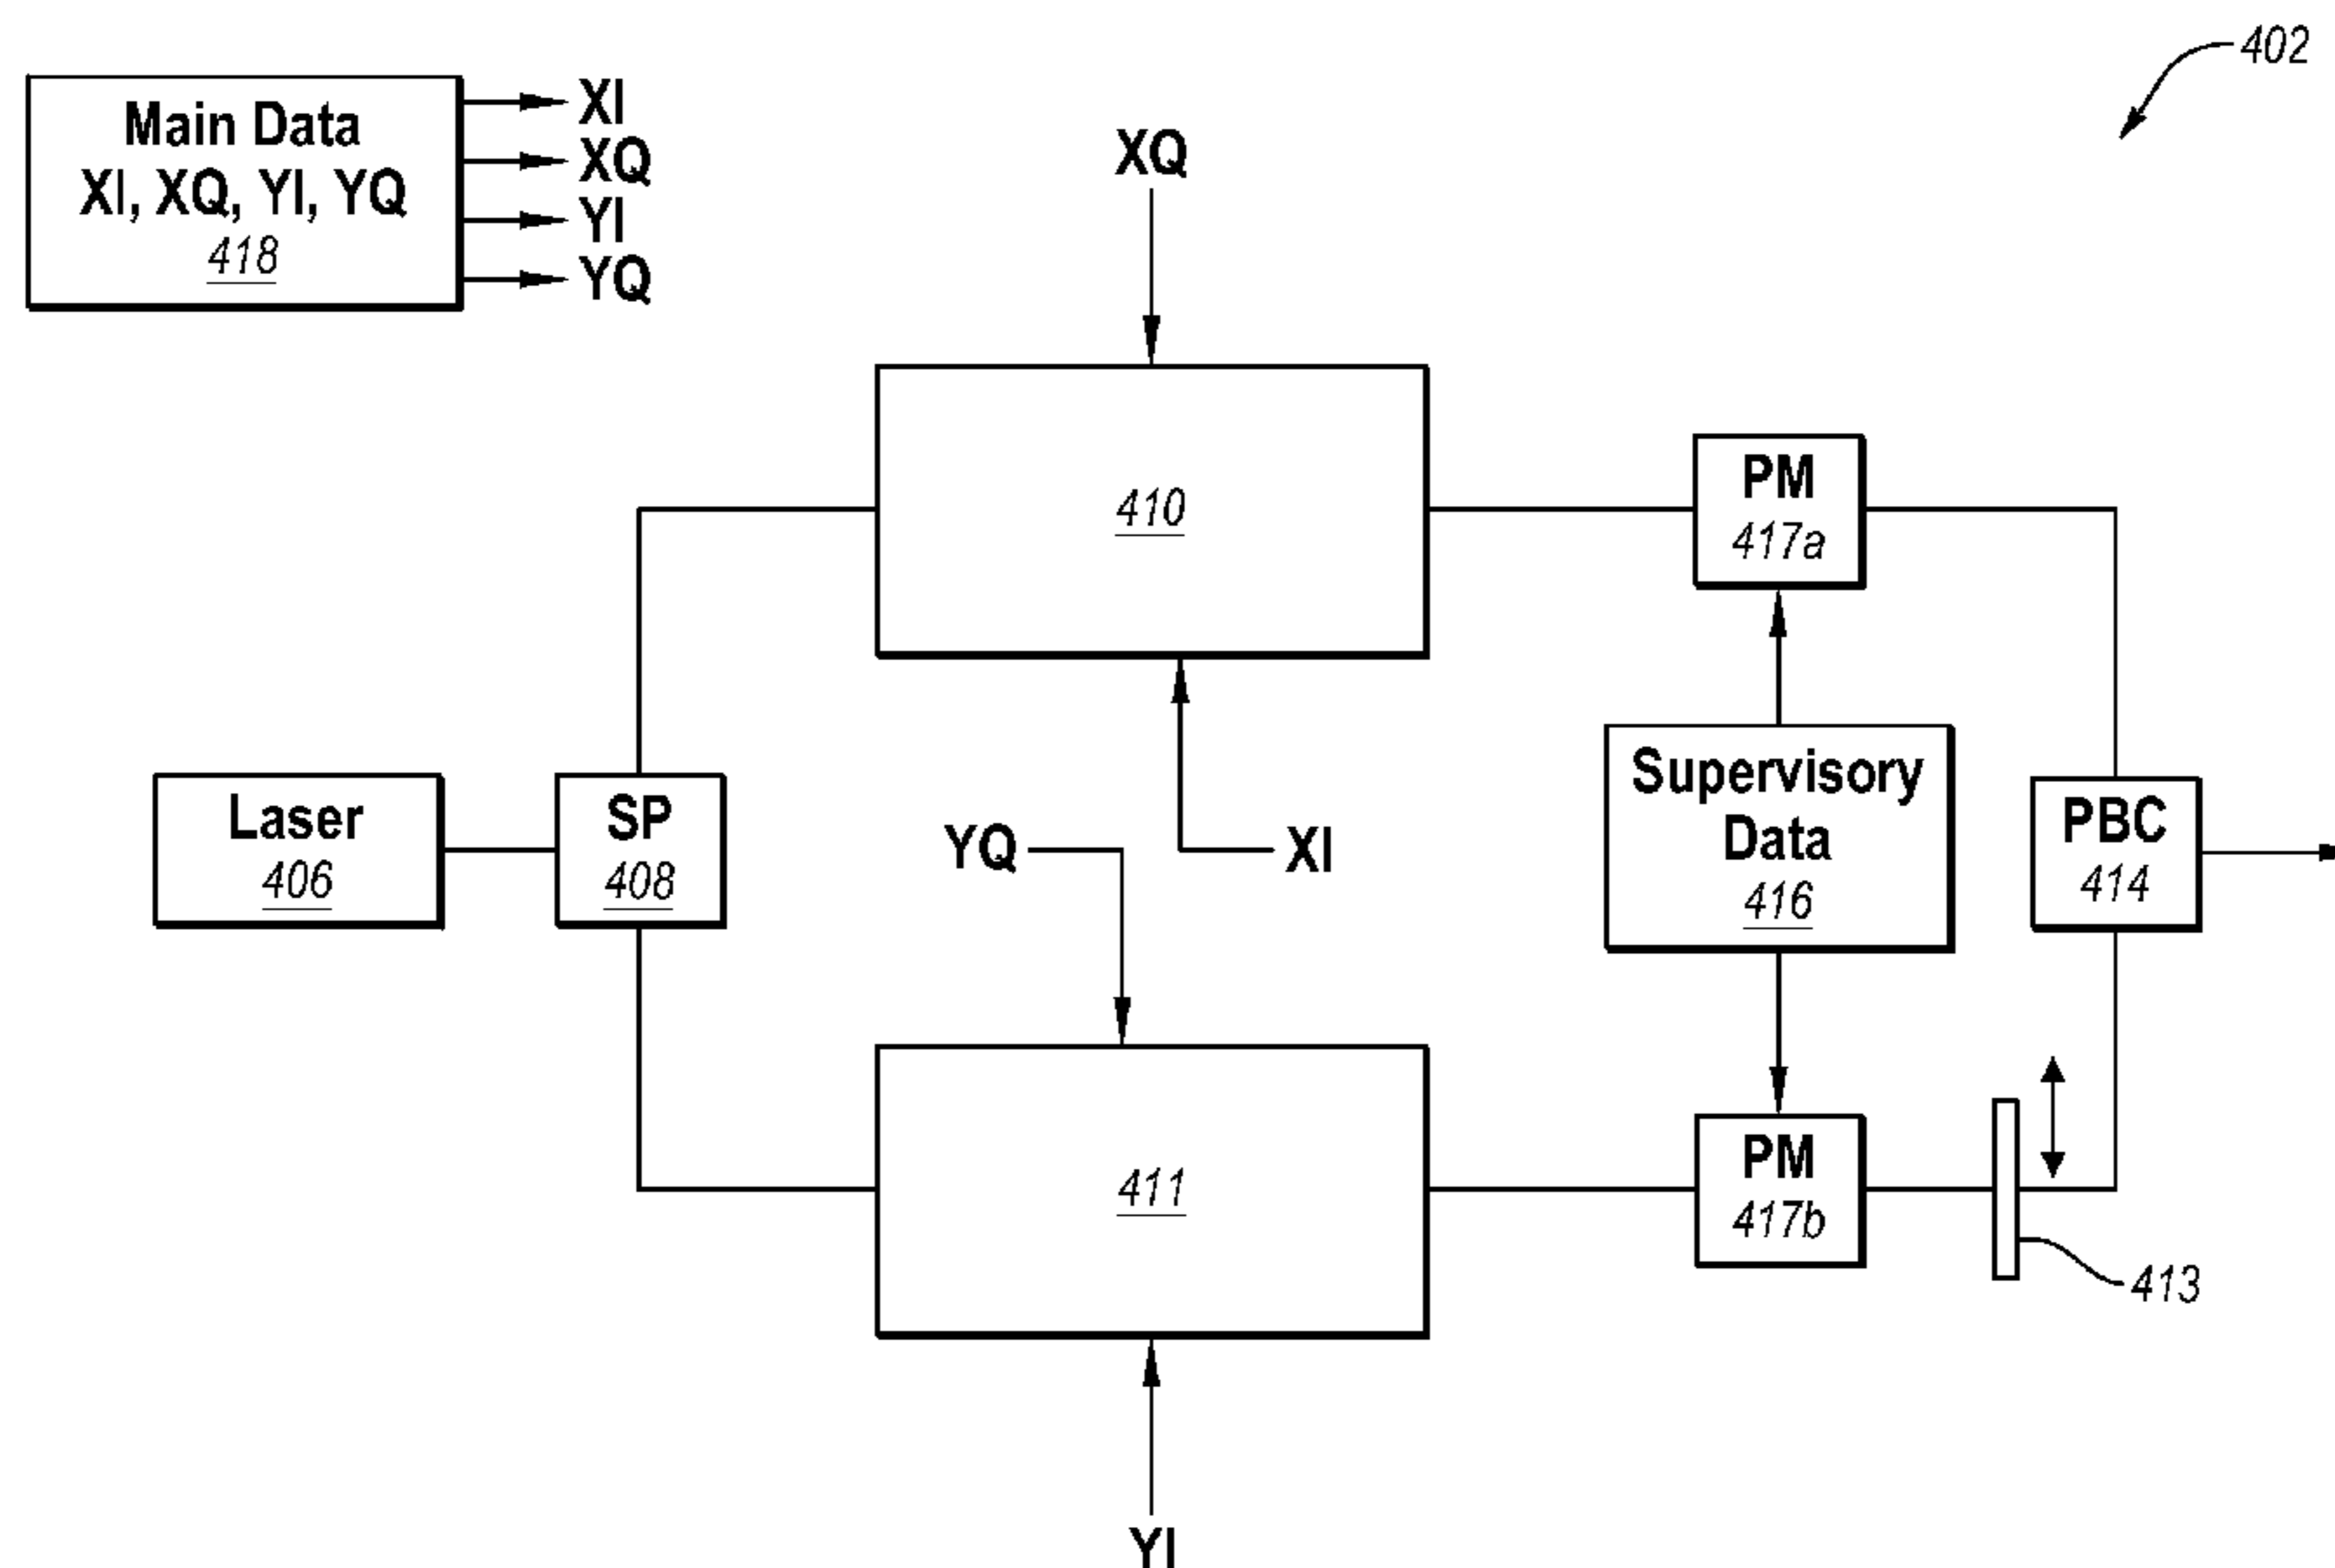 402
Main Data
XI, XQ, YI, YQ
418
XI
XQ
YI
YQ
XQ
410
PM
417a
Laser
406
SP
408
YQ
XI
Supervisory
Data
416
PBC
414
411
PM
417b
413
YI